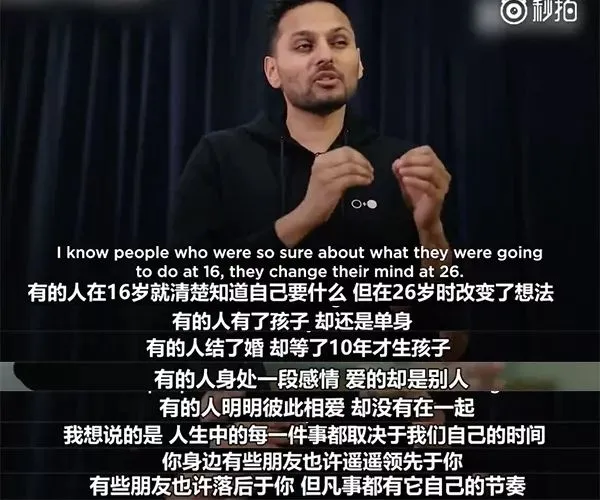 秒拍
I know people who were so sure about what they were going
to do at 16, they change their mind at 26.
有的人在16岁就清楚知道自己要什么 但在26岁时改变了想法
有的人有了孩子 却还是单身
有的人结了婚 却等了10年才生孩子
有的人身处一段感情 爱的却是别人
有的人明明彼此相爱 却没有在一起
我想说的是 人生中的每一件事都取决于我们自己的时间
你身边有些朋友也许遥遥领先于你
有些朋友也许落后于你 但凡事都有它自己的节奏